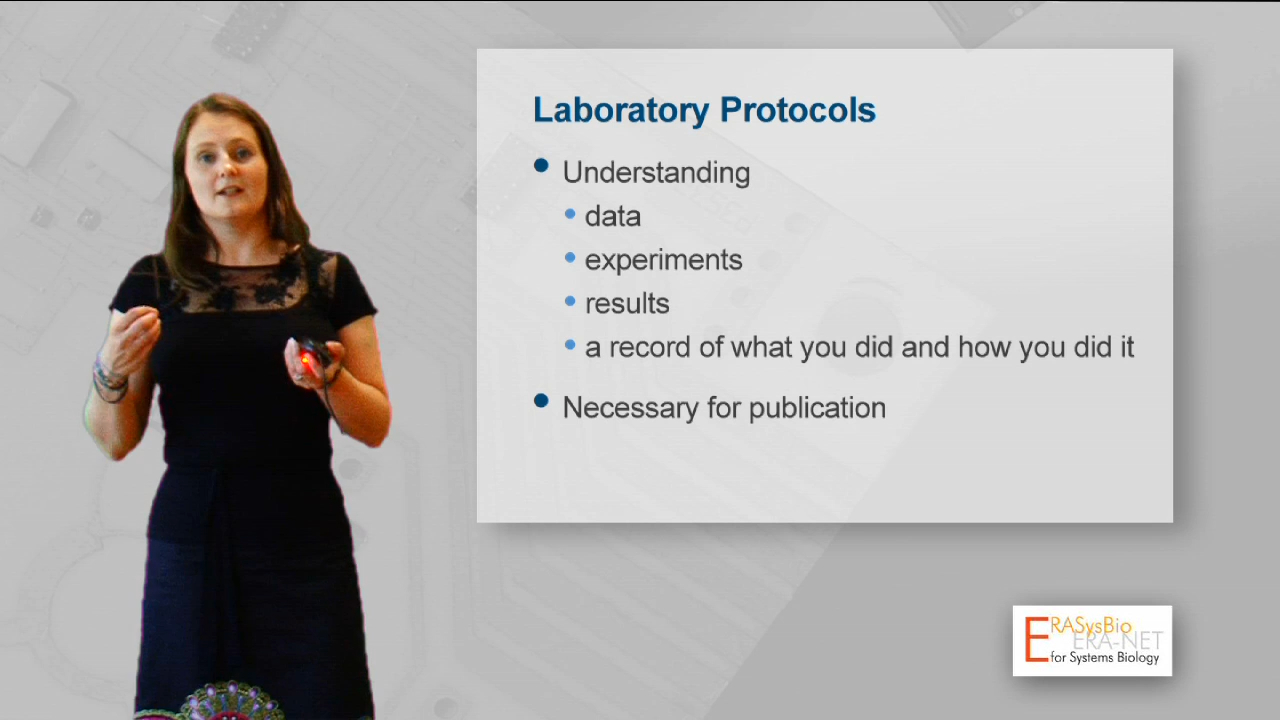 Laboratory Protocols
Understanding
data
experiments
results
a record of what you did and how you did it
Necessary for publication
ERASysBio
ERA-NET
for Systems Biology